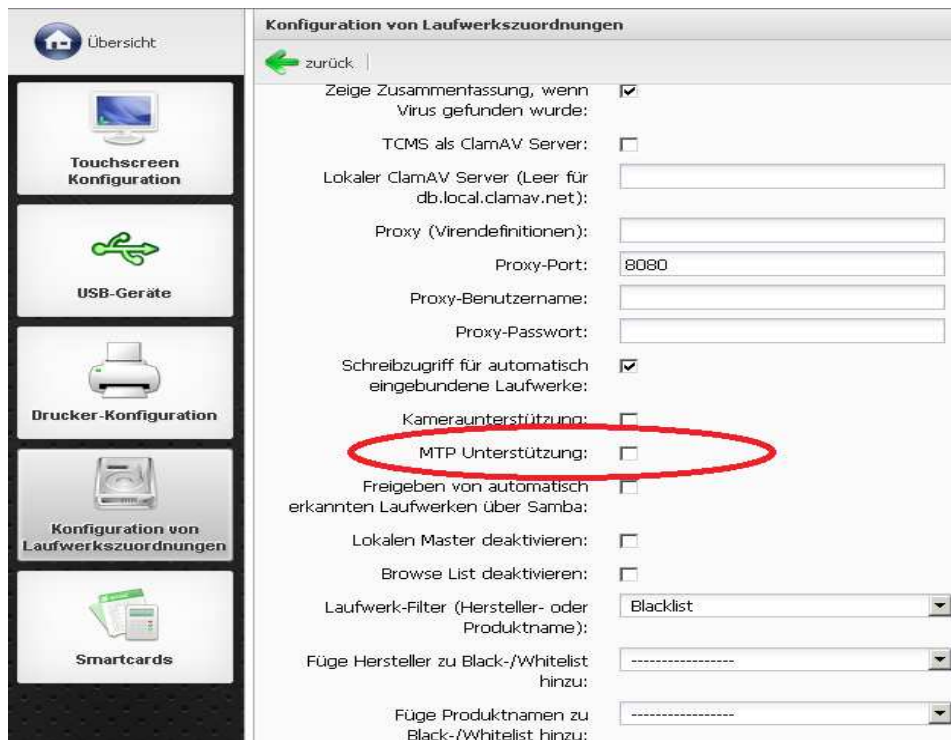 Übersicht
Touchscreen
Konfiguration
USB-Geräte
Drucker-Konfiguration
Konfiguration von
Laufwerkszuordnungen
Smartcards
Konfiguration von Laufwerkszuordnungen
zurück
Zeige Zusammenfassung, wenn
Virus gefunden wurde:
TCMS als ClamAV Server:
Lokaler ClamAV Server (Leer für
db.local.clamav.net):
Proxy (Virendefinitionen):
Proxy-Port: 8080
Proxy-Benutzername:
Proxy-Passwort:
Schreibzugriff für automatisch
eingebundene Laufwerke:
Kameraunterstützung:
MTP Unterstützung:
Freigeben von automatisch
erkannten Laufwerken über Samba:
Lokalen Master deaktivieren:
Browse List deaktivieren:
Laufwerk-Filter (Hersteller- oder Blacklist
Produktname):
Füge Hersteller zu Black-/Whitelist -----------------
hinzu:
Füge Produktnamen zu -----------------
Black-/Whitelist hinzu: